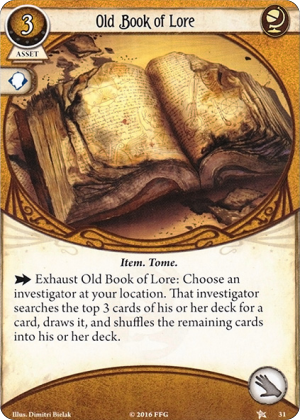 Old Book of Lore
3
ASSET
Item. Tome.
Exhaust Old Book of Lore: Choose an
investigator at your location. That investigator
searches the top 3 cards of his or her deck for
a card, draws it, and shuffles the remaining cards
into his or her deck.
Illus. Dimitri Bielak
© 2016 FFG
31